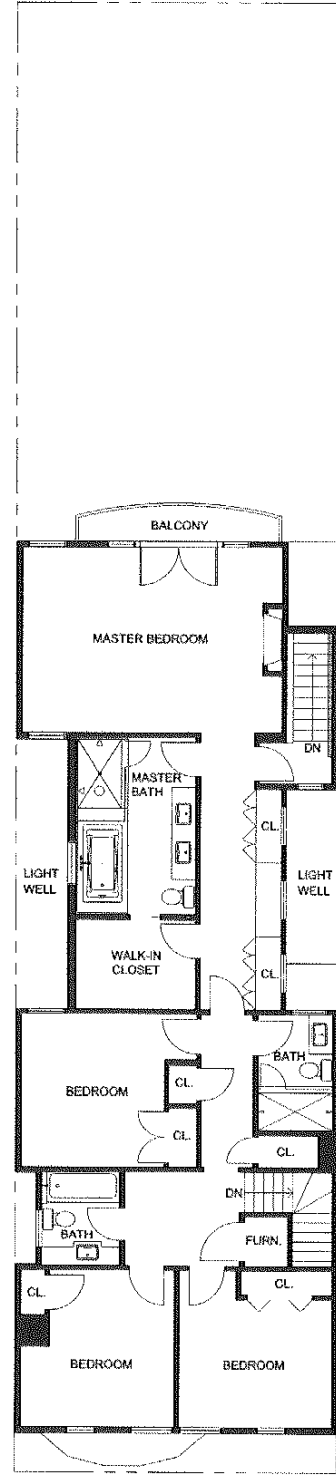 BALCONY
MASTER BEDROOM
DN
MASTER
BATH
CL.
LIGHT
WELL
LIGHT
WELL
WALK-IN
CLOSET
CL.
BATH
BEDROOM
CL.
CL.
CL.
DN
BATH
FURN.
CL.
CL.
BEDROOM
BEDROOM